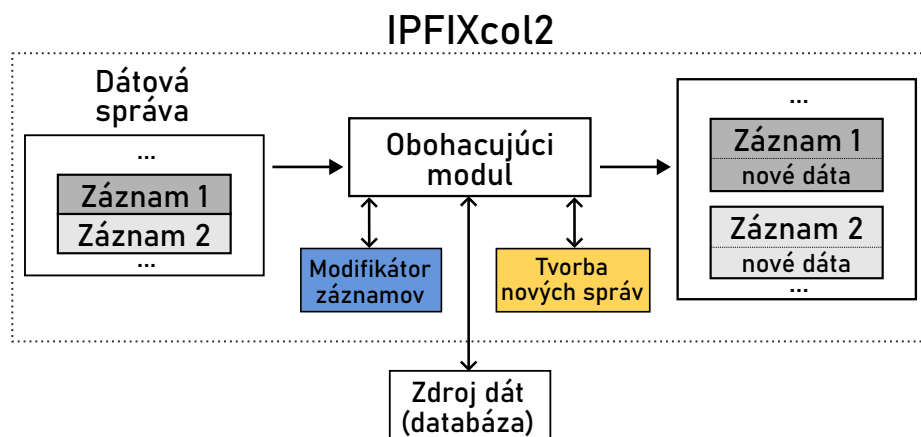 IPFIXcol2
Dátová
správa
...
Záznam 1
Záznam 2
...
Obohacujúci
modul
Modifikátor
záznamov
Tvorba
nových správ
...
Záznam 1
nové dáta
Záznam 2
nové dáta
...
Zdroj dát
(databáza)